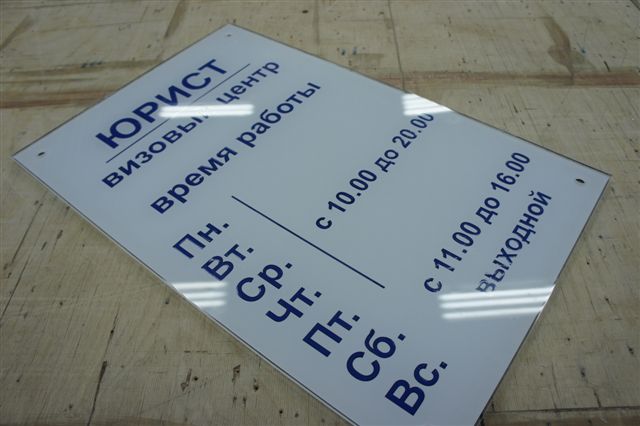 ЮРИСТ
визовый центр
время работы
Пн.
Вт.
Ср. с 10.00 до 20.00
Чт.
Пт.
Сб. с 11.00 до 16.00
Вс. выходной